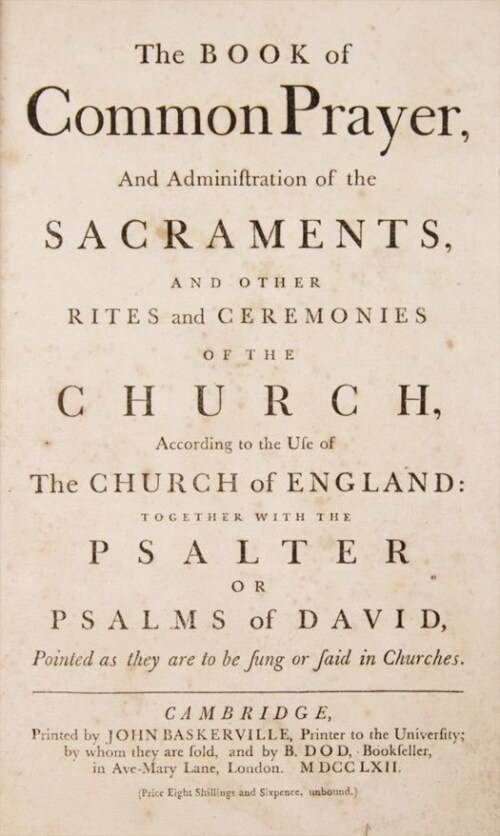 The BOOK of
Common Prayer,
And Adminiſtration of the
SACRAMENTS,
AND OTHER
RITES and CEREMONIES
OF THE
CHURCH,
According to the Uſe of
The CHURCH of ENGLAND:
TOGETHER WITH THE
PSALTER
OR
PSALMS of DAVID,
Pointed as they are to be ſung or ſaid in Churches.
CAMBRIDGE,
Printed by JOHN BASKERVILLE, Printer to the Univerſity;
by whom they are ſold, and by B. DOD, Bookſeller,
in Ave-Mary Lane, London. MDCCLXII.
(Price Eight Shillings and Sixpence, unbound.)